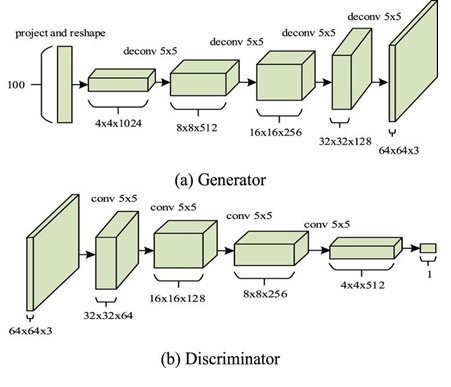 project and reshape
deconv 5x5
deconv 5x5
deconv 5x5
deconv 5x5
100
4x4x1024
8x8x512
16x16x256
32x32x128
64x64x3
(a) Generator
conv 5x5
conv 5x5
conv 5x5
conv 5x5
64x64x3
32x32x64
16x16x128
8x8x256
4x4x512
1
(b) Discriminator